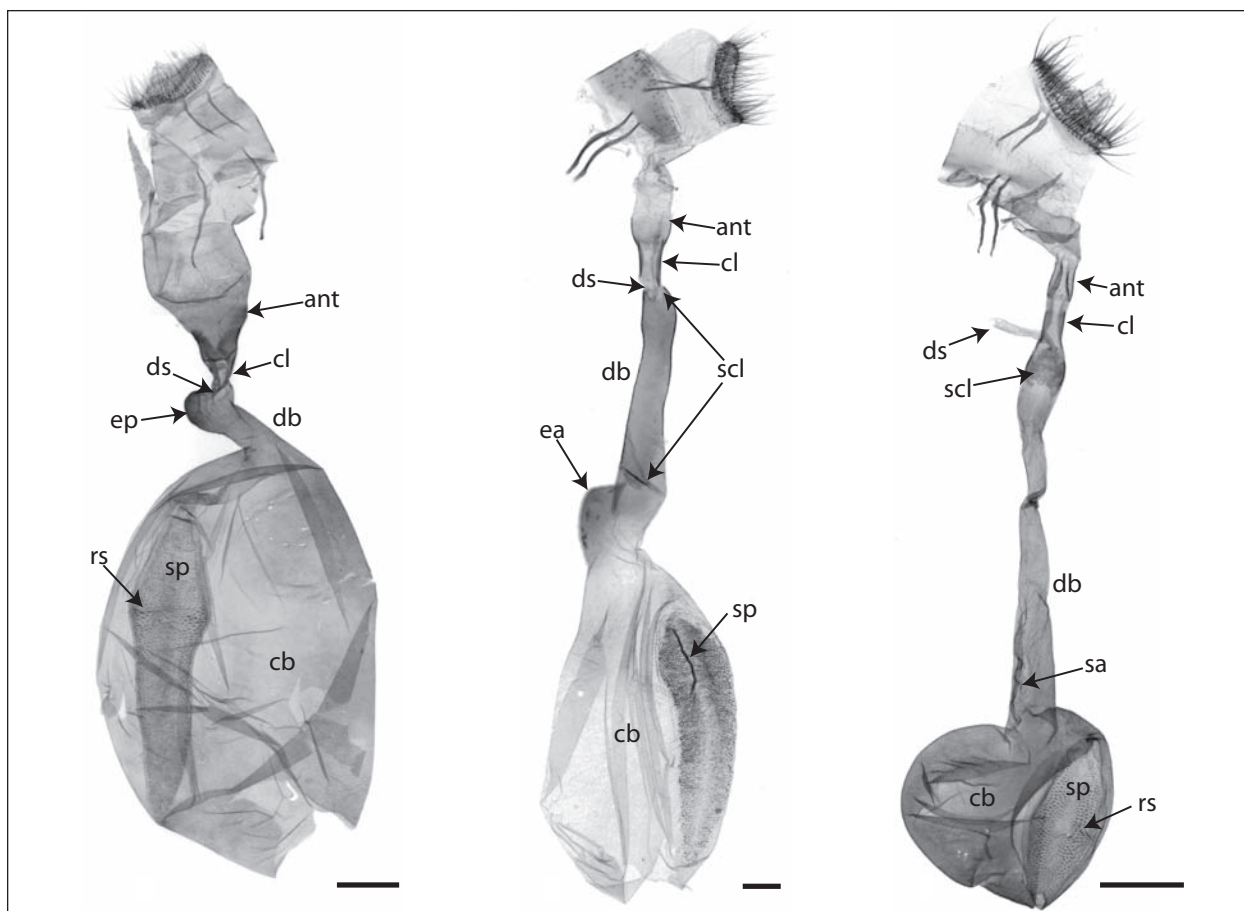 ant
cl
ds
ep
db
rs
sp
cb
ant
cl
ds
scl
db
ea
sp
cb
ant
cl
ds
scl
db
sa
cb
sp
rs